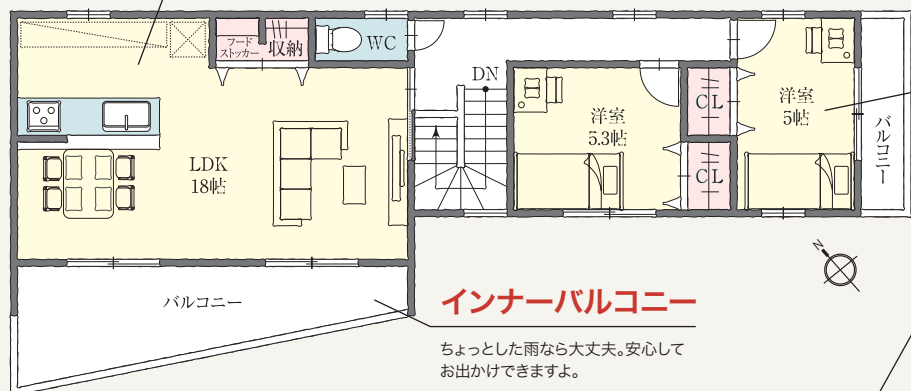 フード
ストッカー
収納
WC
DN
LDK
18帖
洋室
5.3帖
CL
CL
洋室
5帖
バルコニー
バルコニー
N
インナーバルコニー
ちょっとした雨なら大丈夫。安心して
お出かけできますよ。